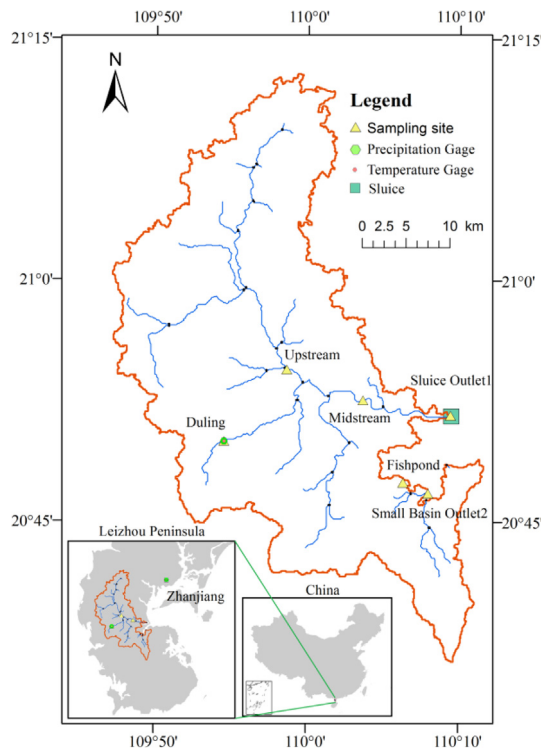 109°50' 110°0' 110°10'
21°15' 21°15'
N
Legend
Sampling site
Precipitation Gage
Temperature Gage
Sluice
0 2.5 5 10 km
21°0' 21°0'
Upstream
Sluice Outlet1
Midstream
Duling
Fishpond
Small Basin Outlet2
20°45' 20°45'
Leizhou Peninsula
Zhanjiang
China
109°50' 110°0' 110°10'